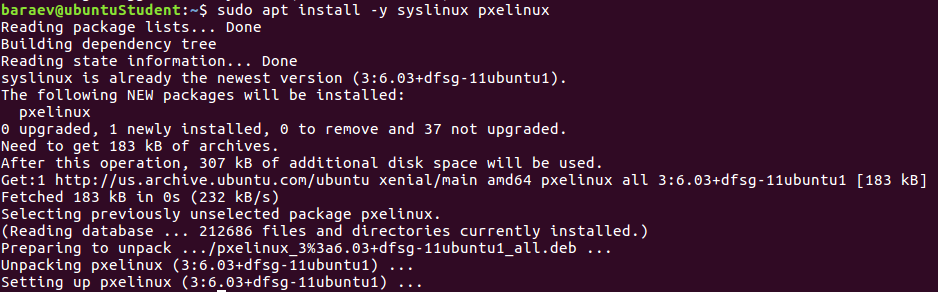 baraev@ubuntuStudent:~$ sudo apt install -y syslinux pxelinux
Reading package lists... Done
Building dependency tree
Reading state information... Done
syslinux is already the newest version (3:6.03+dfsg-11ubuntu1).
The following NEW packages will be installed:
  pxelinux
0 upgraded, 1 newly installed, 0 to remove and 37 not upgraded.
Need to get 183 kB of archives.
After this operation, 307 kB of additional disk space will be used.
Get:1 http://us.archive.ubuntu.com/ubuntu xenial/main amd64 pxelinux all 3:6.03+dfsg-11ubuntu1 [183 kB]
Fetched 183 kB in 0s (232 kB/s)
Selecting previously unselected package pxelinux.
(Reading database ... 212686 files and directories currently installed.)
Preparing to unpack .../pxelinux_3%3a6.03+dfsg-11ubuntu1_all.deb ...
Unpacking pxelinux (3:6.03+dfsg-11ubuntu1) ...
Setting up pxelinux (3:6.03+dfsg-11ubuntu1) ...